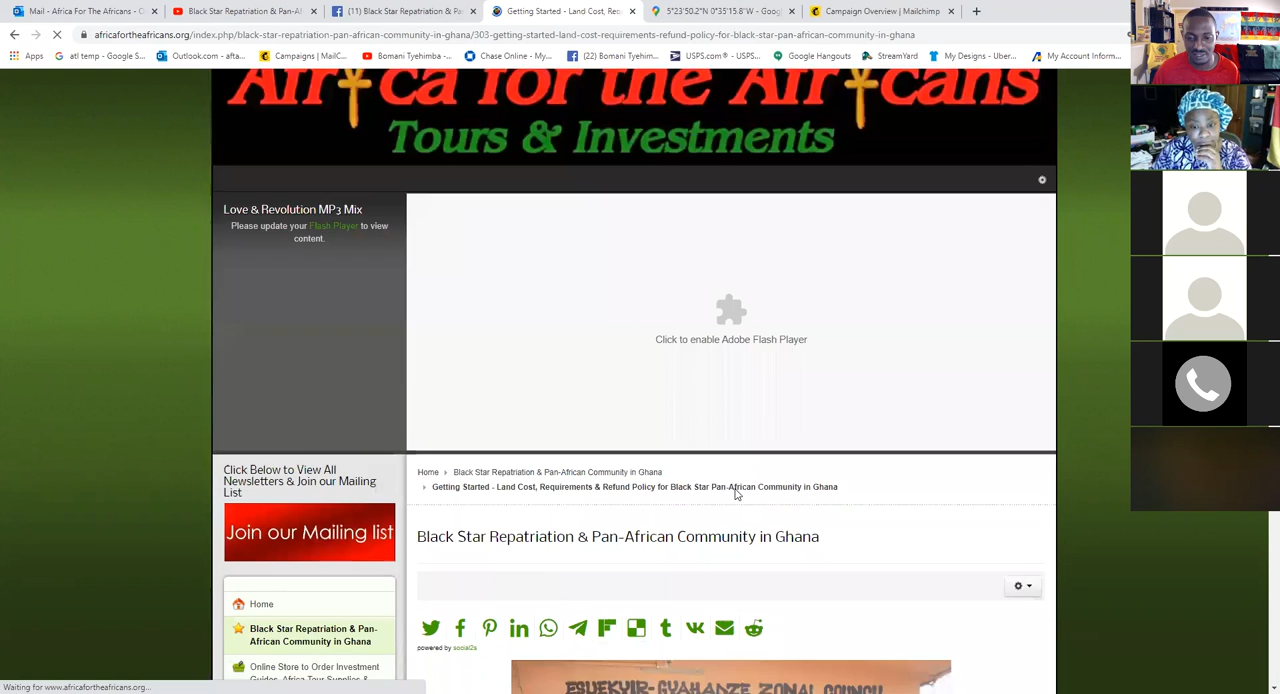 Mail - Africa For The Africans - O
Black Star Repatriation & Pan-Af
(11) Black Star Repatriation & Pa
Getting Started - Land Cost, Req
5°23'50.2"N 0°35'15.8"W - Goog
Campaign Overview | Mailchimp
africafortheafricans.org/index.php/black-star-repatriation-pan-african-community-in-ghana/303-getting-started-land-cost-requirements-refund-policy-for-black-star-pan-african-community-in-ghana
Apps
atl temp - Google S...
Outlook.com - afta...
Campaigns | MailC...
Bomani Tyehimba -...
Chase Online - My...
(22) Bomani Tyehim...
USPS.com® - USPS...
Google Hangouts
StreamYard
My Designs - Uber...
My Account Inform...
Africa for the Africans
Tours & Investments
Love & Revolution MP3 Mix
Please update your Flash Player to view
content.
Click to enable Adobe Flash Player
Click Below to View All
Newsletters & Join our Mailing
List
Join our Mailing list
Home
Black Star Repatriation & Pan-
African Community in Ghana
Online Store to Order Investment
Guides, Africa Tour Supplies &
Home
Black Star Repatriation & Pan-African Community in Ghana
Getting Started - Land Cost, Requirements & Refund Policy for Black Star Pan-African Community in Ghana
Black Star Repatriation & Pan-African Community in Ghana
powered by social2s
ESUEKYIR-GYAHANZE ZONAL COUNCIL
Waiting for www.africafortheafricans.org...